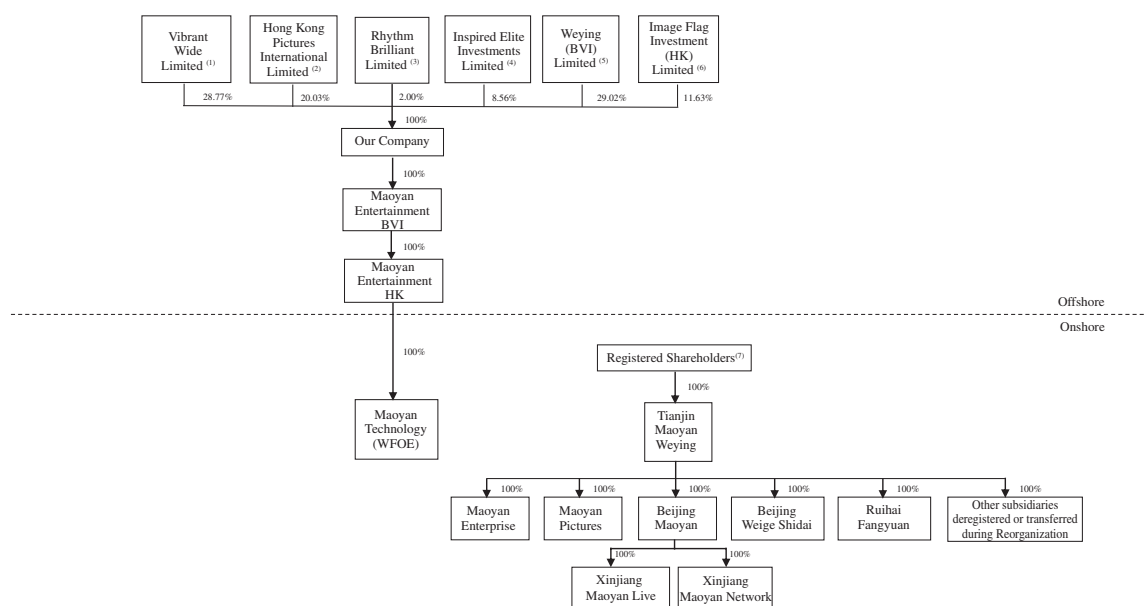 Vibrant
Wide
Limited (1)
Hong Kong
Pictures
International
Limited (2)
Rhythm
Brilliant
Limited (3)
Inspired Elite
Investments
Limited (4)
Weying
(BVI)
Limited (5)
Image Flag
Investment
(HK)
Limited (6)
28.77%
20.03%
2.00%
8.56%
29.02%
11.63%
100%
Our Company
100%
Maoyan
Entertainment
BVI
100%
Maoyan
Entertainment
HK
Offshore
Onshore
100%
Registered Shareholders(7)
100%
Maoyan
Technology
(WFOE)
Tianjin
Maoyan
Weying
100%
100%
100%
100%
100%
100%
Maoyan
Enterprise
Maoyan
Pictures
Beijing
Maoyan
Beijing
Weige Shidai
Ruihai
Fangyuan
Other subsidiaries
deregistered or transferred
during Reorganization
100%
100%
Xinjiang
Maoyan Live
Xinjiang
Maoyan Network